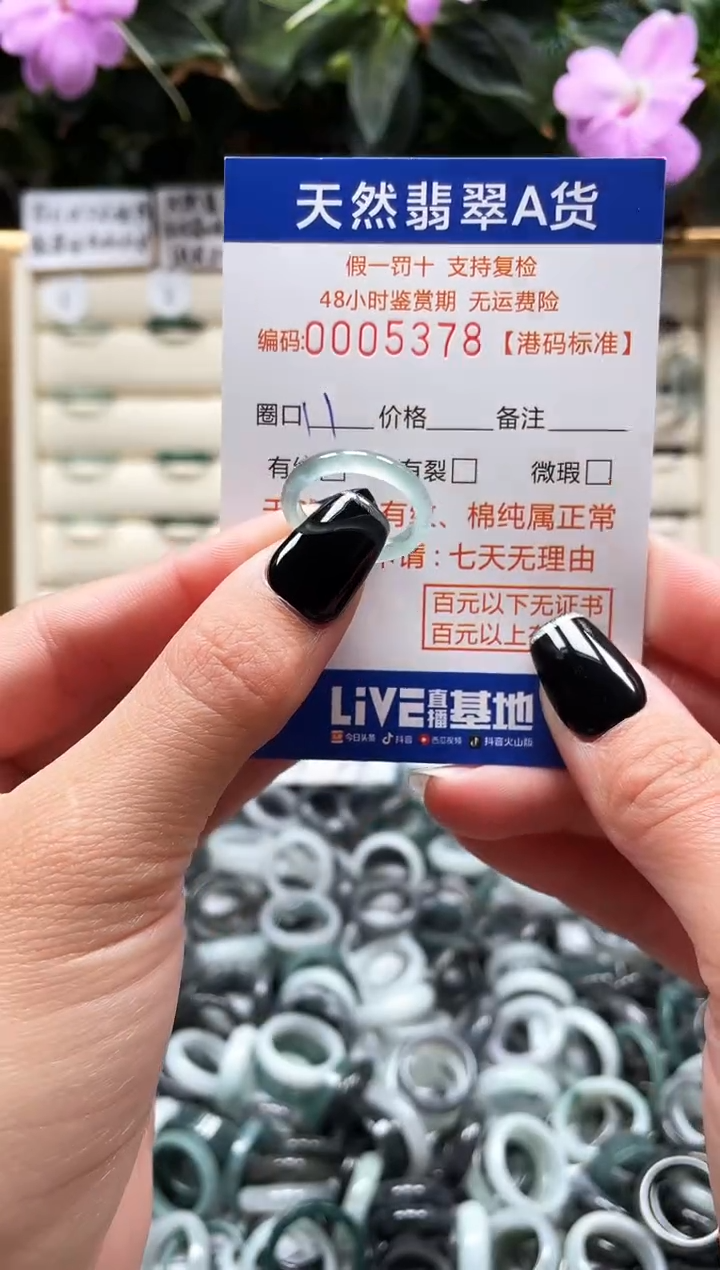 天然翡翠A货
假一罚十 支持复检
48小时鉴赏期 无运费险
编码:0005378【港码标准】
圈口11 价格 备注
有 有裂 微瑕
有纹、棉纯属正常
请:七天无理由
百元以下无证书
百元以上
LiVE直播基地
今日头条 抖音 西瓜视频 抖音火山版